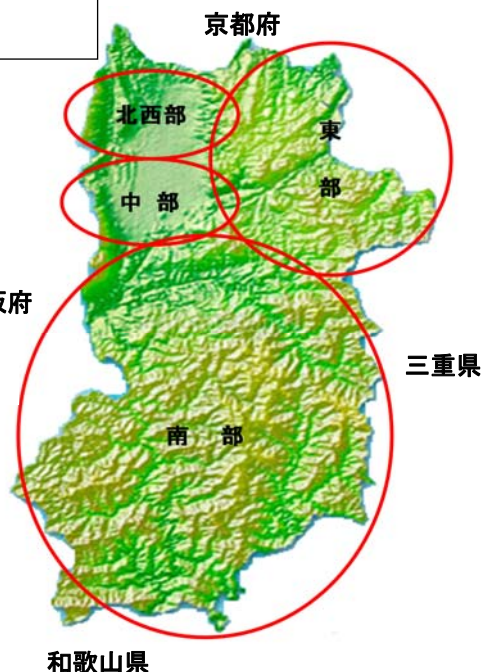 京都府
北西部
東
部
中 部
阪府
三重県
南 部
和歌山県